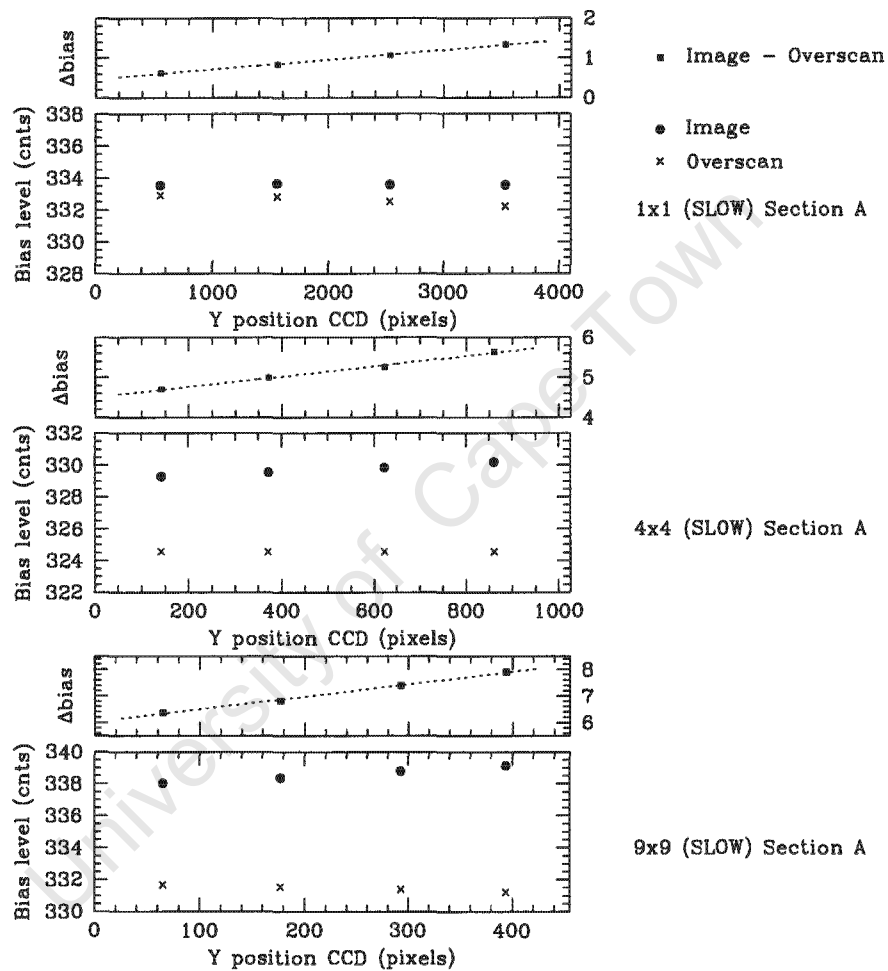 2
1
0
Δbias
■ Image - Overscan
338
336
334
332
330
328
Bias level (cnts)
● Image
× Overscan
1x1 (SLOW) Section A
0 1000 2000 3000 4000
Y position CCD (pixels)
6
5
4
Δbias
332
330
328
326
324
322
Bias level (cnts)
4x4 (SLOW) Section A
0 200 400 600 800 1000
Y position CCD (pixels)
8
7
6
Δbias
340
339
337
336
334
333
331
330
Bias level (cnts)
9x9 (SLOW) Section A
0 100 200 300 400
Y position CCD (pixels)
University of Cape Town